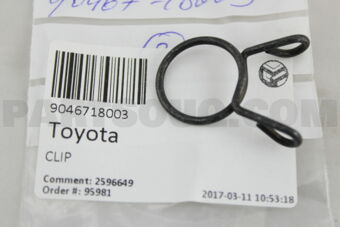 9046718003
Toyota
CLIP
Comment: 2596649
Order #: 95981
2017-03-11 10:53:18